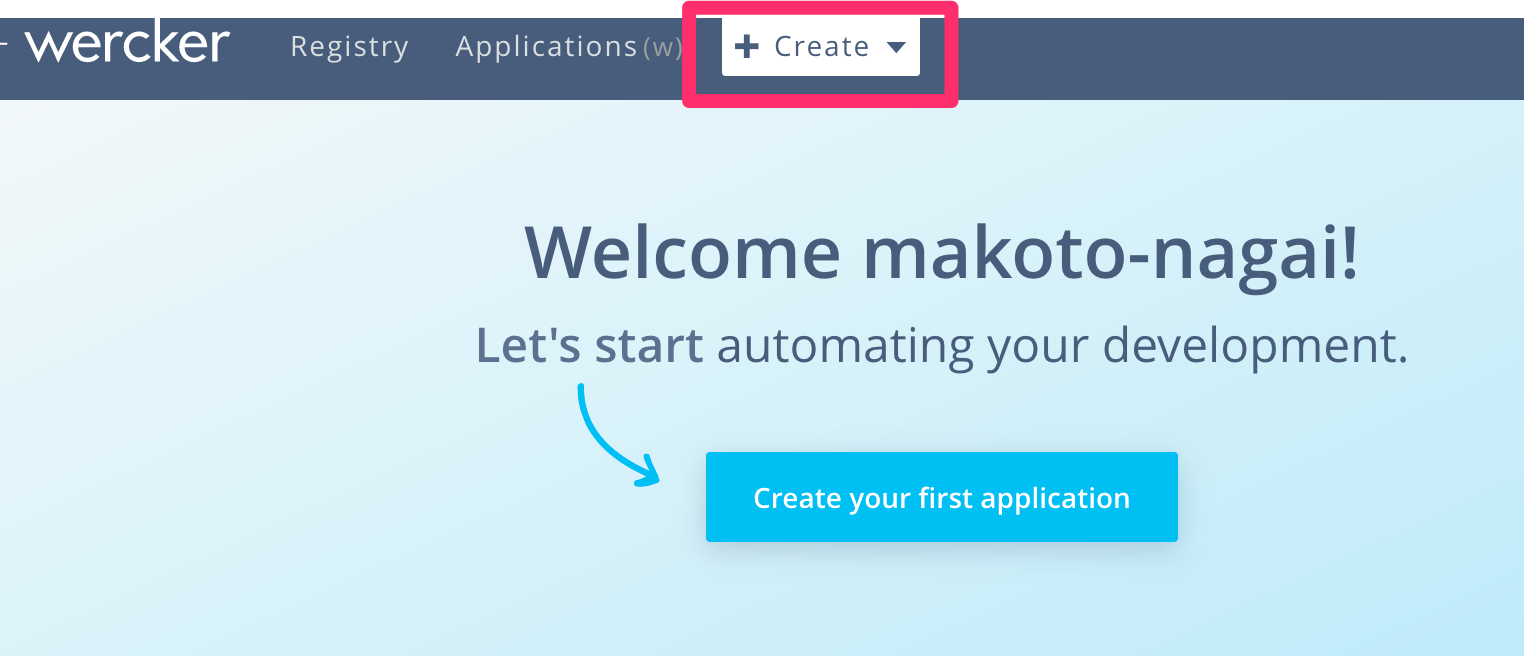 wercker Registry Applications (w) + Create
Welcome makoto-nagai!
Let's start automating your development.
Create your first application